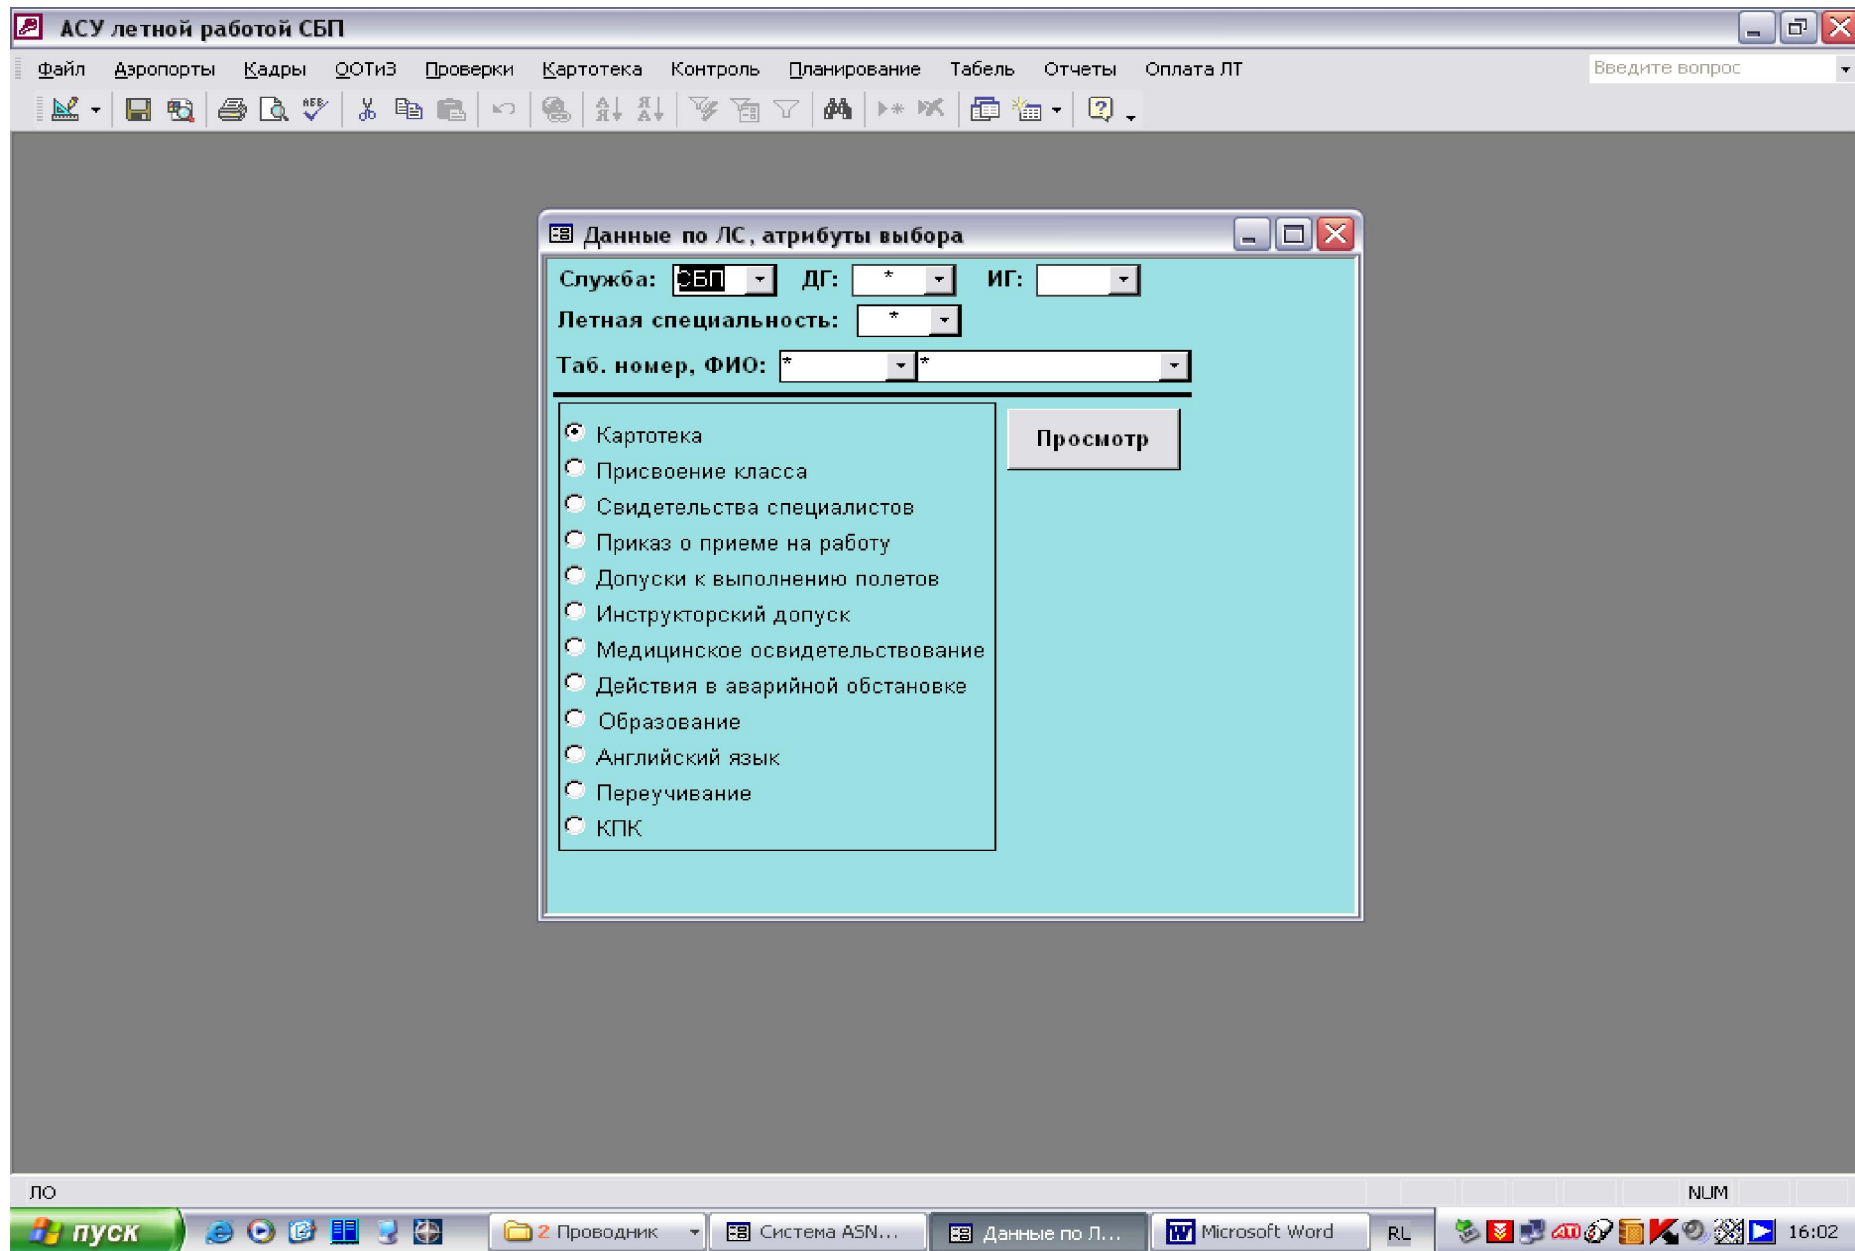 АСУ летной работой СБП
Файл Аэропорты Кадры ООТиЗ Проверки Картотека Контроль Планирование Табель Отчеты Оплата ЛТ Введите вопрос
Данные по ЛС, атрибуты выбора
Служба: СБП ДГ: * ИГ:
Летная специальность: *
Таб. номер, ФИО: * *
Картотека
Просмотр
Присвоение класса
Свидетельства специалистов
Приказ о приеме на работу
Допуски к выполнению полетов
Инструкторский допуск
Медицинское освидетельствование
Действия в аварийной обстановке
Образование
Английский язык
Переучивание
КПК
ЛО NUM
пуск 2 Проводник Система ASN... Данные по Л... Microsoft Word RL 16:02